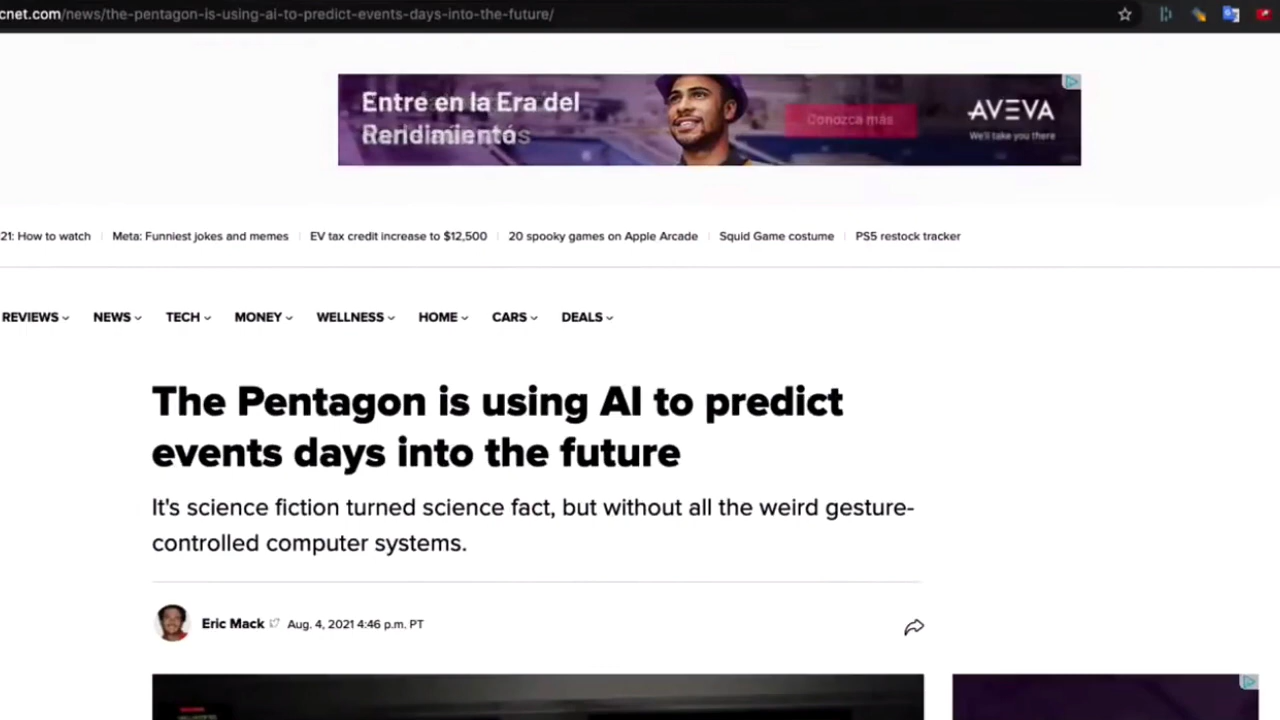 cnet.com/news/the-pentagon-is-using-ai-to-predict-events-days-into-the-future/
Entre en la Era del
Rendimiento
Conozca más
AVEVA
We'll take you there
21: How to watch
Meta: Funniest jokes and memes
EV tax credit increase to $12,500
20 spooky games on Apple Arcade
Squid Game costume
PS5 restock tracker
REVIEWS
NEWS
TECH
MONEY
WELLNESS
HOME
CARS
DEALS
The Pentagon is using AI to predict
events days into the future
It's science fiction turned science fact, but without all the weird gesture-
controlled computer systems.
Eric Mack
Aug. 4, 2021 4:46 p.m. PT